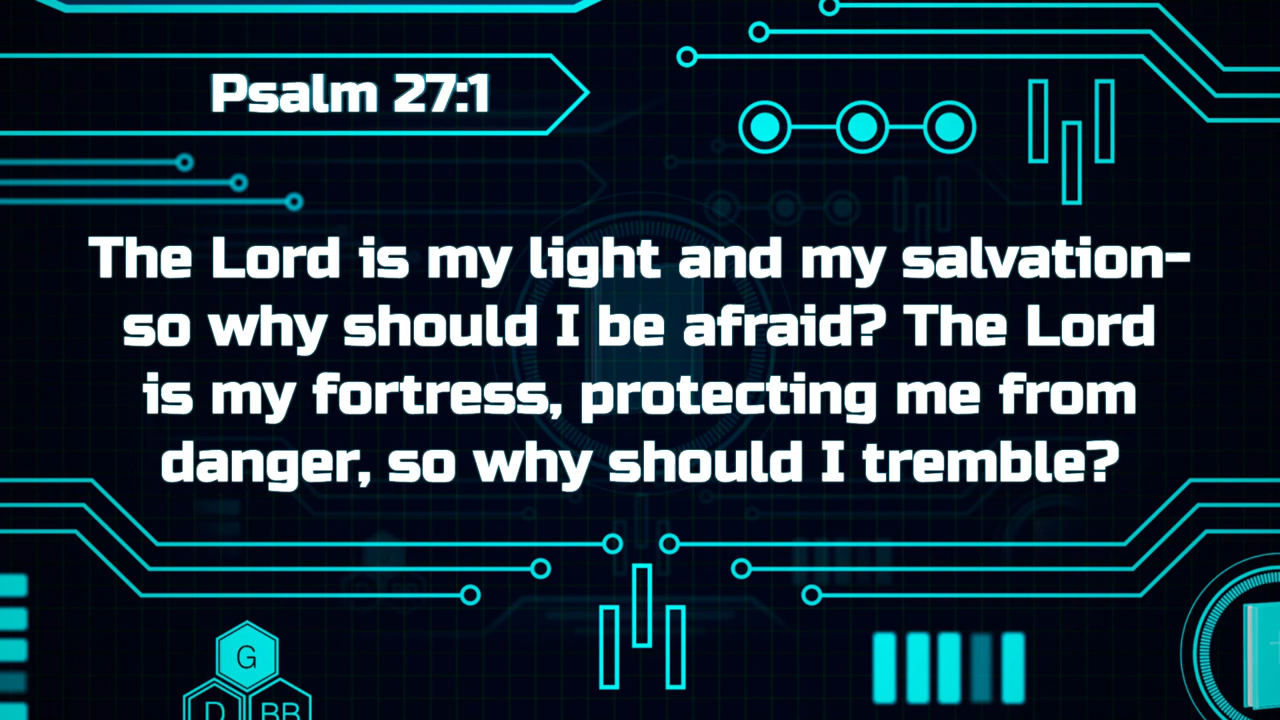 Psalm 27:1
The Lord is my light and my salvation-
so why should I be afraid? The Lord
is my fortress, protecting me from
danger, so why should I tremble?
G
D BB